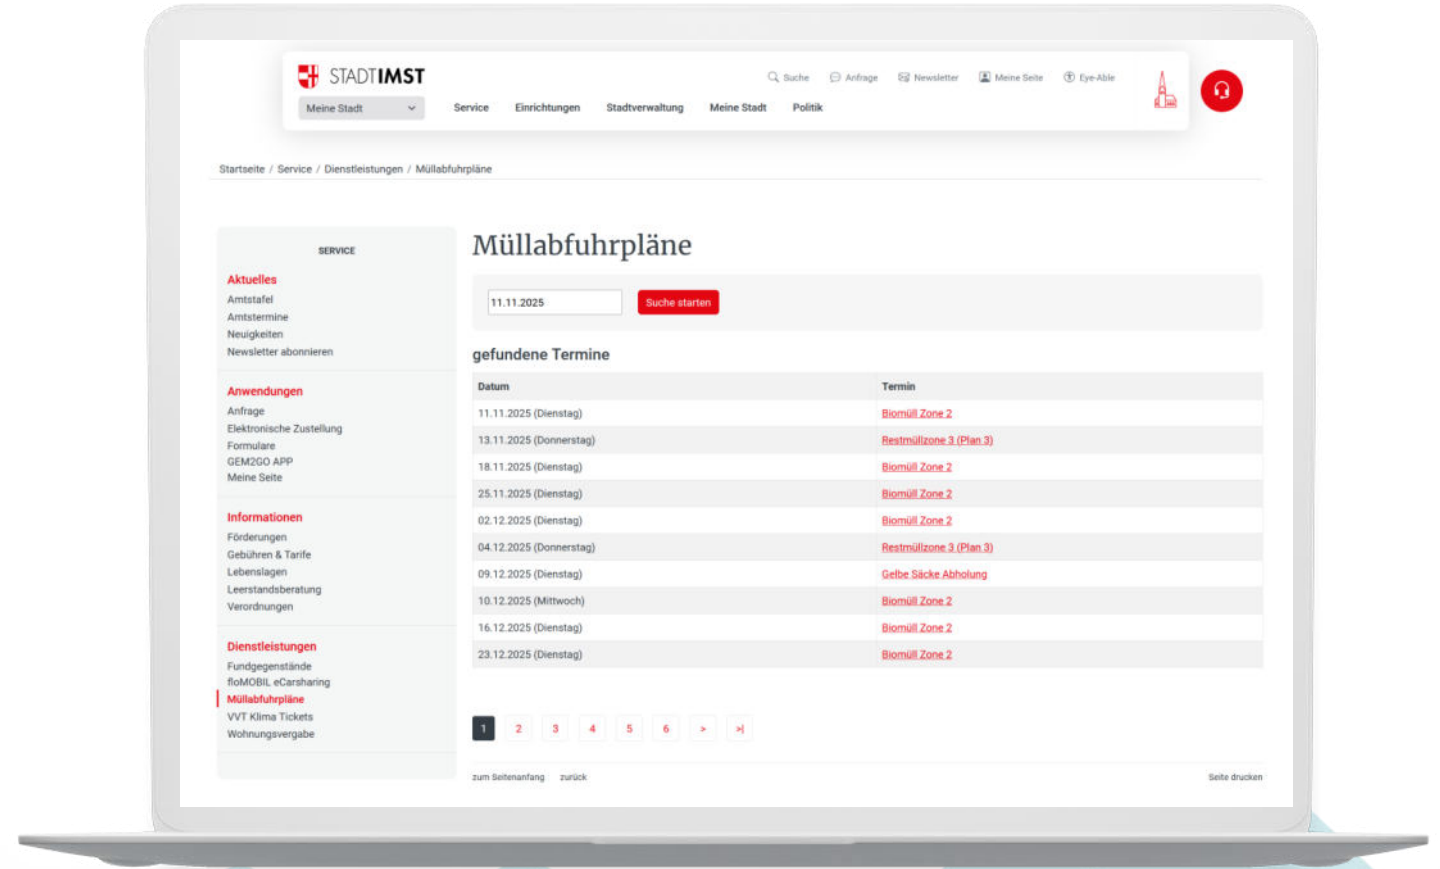 STADTIMST
Suche Anfrage Newsletter Meine Seite Eye-Able
Meine Stadt Service Einrichtungen Stadtverwaltung Meine Stadt Politik
Startseite / Service / Dienstleistungen / Müllabfuhrpläne
SERVICE
Aktuelles
Amtstafel
Amtstermine
Neuigkeiten
Newsletter abonnieren
Anwendungen
Anfrage
Elektronische Zustellung
Formulare
GEM2GO APP
Meine Seite
Informationen
Förderungen
Gebühren & Tarife
Lebenslagen
Leerstandsberatung
Verordnungen
Dienstleistungen
Fundgegenstände
floMOBIL eCarsharing
Müllabfuhrpläne
VVT Klima Tickets
Wohnungsvergabe
Müllabfuhrpläne
11.11.2025 Suche starten
gefundene Termine
Datum Termin
11.11.2025 (Dienstag) Biomüll Zone 2
13.11.2025 (Donnerstag) Restmüllzone 3 (Plan 3)
18.11.2025 (Dienstag) Biomüll Zone 2
25.11.2025 (Dienstag) Biomüll Zone 2
02.12.2025 (Dienstag) Biomüll Zone 2
04.12.2025 (Donnerstag) Restmüllzone 3 (Plan 3)
09.12.2025 (Dienstag) Gelbe Säcke Abholung
10.12.2025 (Mittwoch) Biomüll Zone 2
16.12.2025 (Dienstag) Biomüll Zone 2
23.12.2025 (Dienstag) Biomüll Zone 2
1 2 3 4 5 6 > >|
zum Seitenanfang zurück Seite drucken